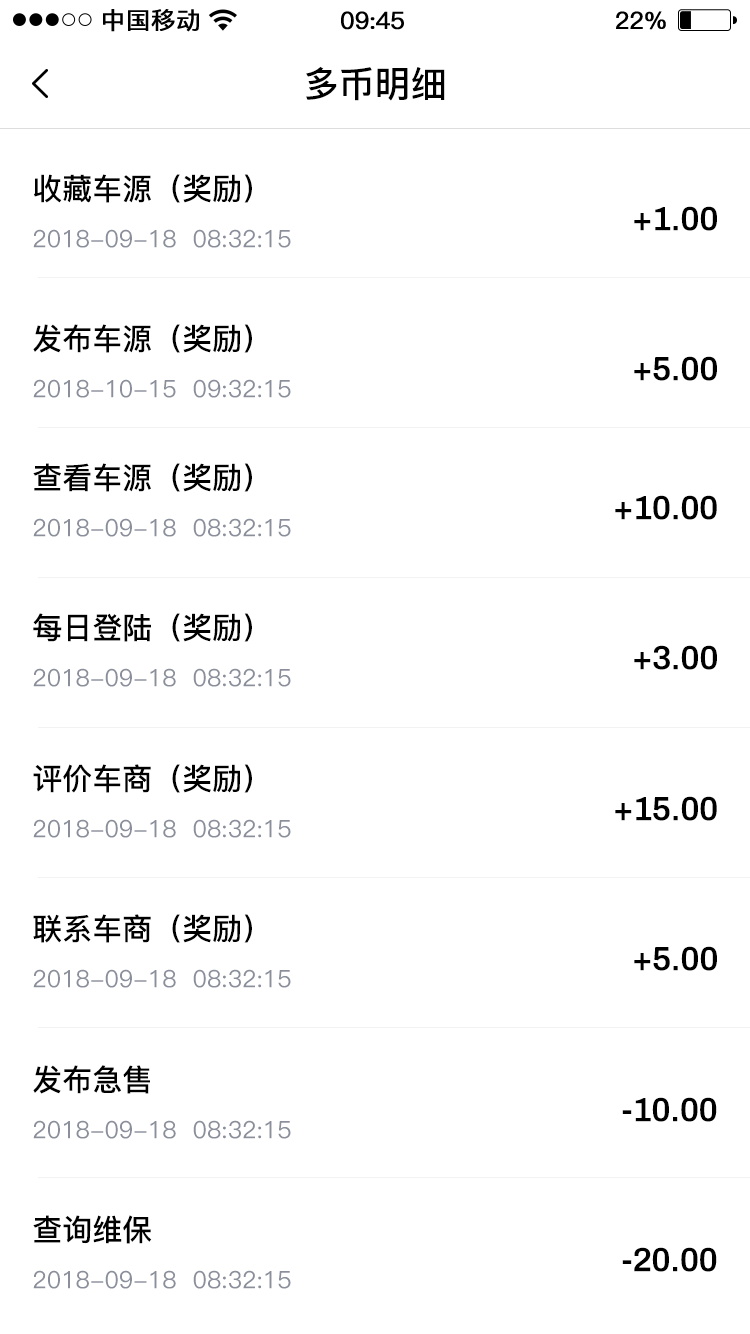 中国移动 09:45 22%
多币明细
收藏车源（奖励）
2018-09-18 08:32:15
+1.00
发布车源（奖励）
2018-10-15 09:32:15
+5.00
查看车源（奖励）
2018-09-18 08:32:15
+10.00
每日登陆（奖励）
2018-09-18 08:32:15
+3.00
评价车商（奖励）
2018-09-18 08:32:15
+15.00
联系车商（奖励）
2018-09-18 08:32:15
+5.00
发布急售
2018-09-18 08:32:15
-10.00
查询维保
2018-09-18 08:32:15
-20.00